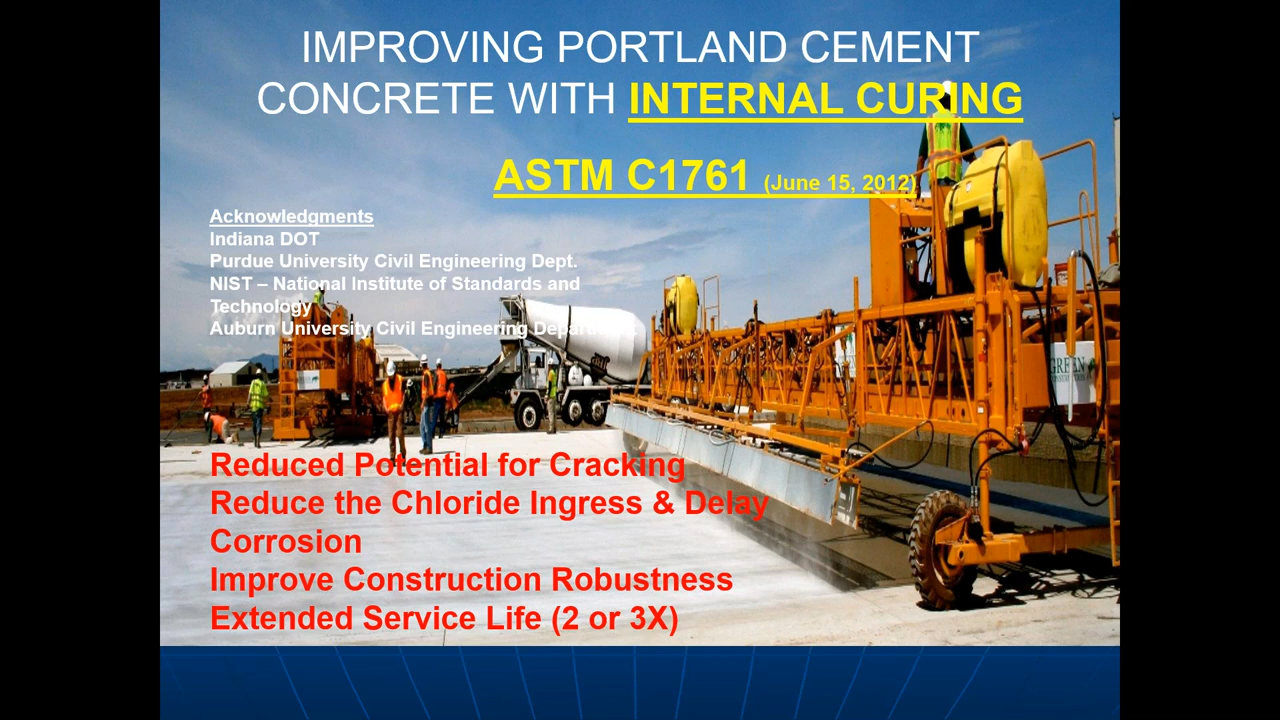 IMPROVING PORTLAND CEMENT
CONCRETE WITH INTERNAL CURING
ASTM C1761 (June 15, 2012)
Acknowledgments
Indiana DOT
Purdue University Civil Engineering Dept.
NIST – National Institute of Standards and
Technology
Auburn University Civil Engineering Department
GREEN
Reduced Potential for Cracking
Reduce the Chloride Ingress & Delay
Corrosion
Improve Construction Robustness
Extended Service Life (2 or 3X)